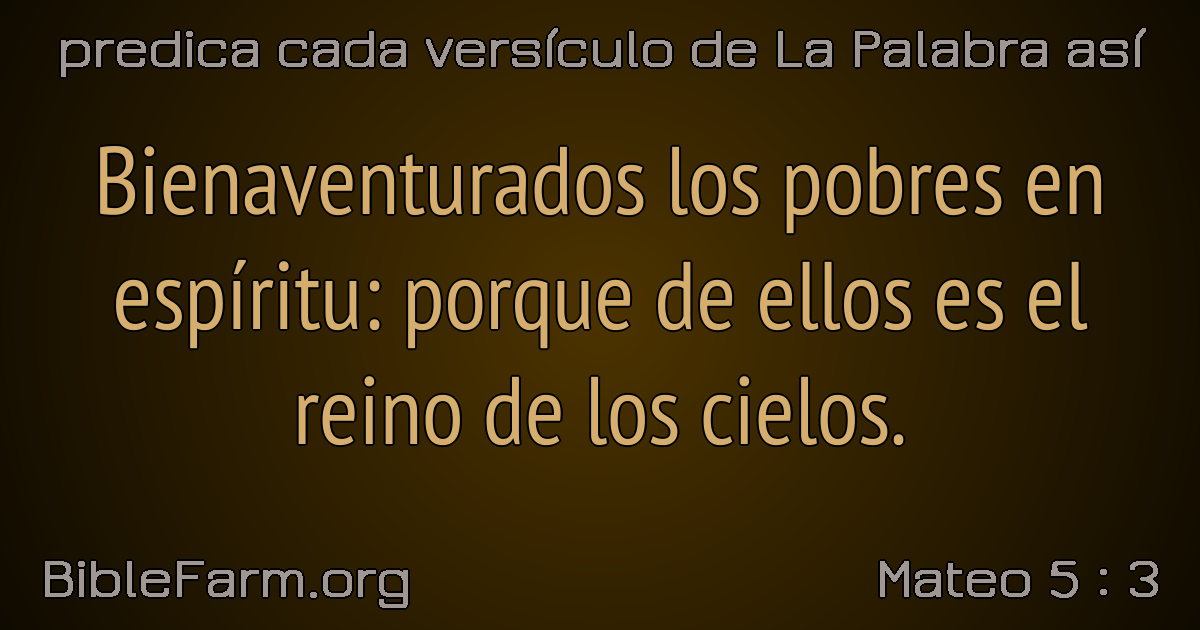 predica cada versículo de La Palabra así
Bienaventurados los pobres en
espíritu: porque de ellos es el
reino de los cielos.
BibleFarm.org
Mateo 5 : 3